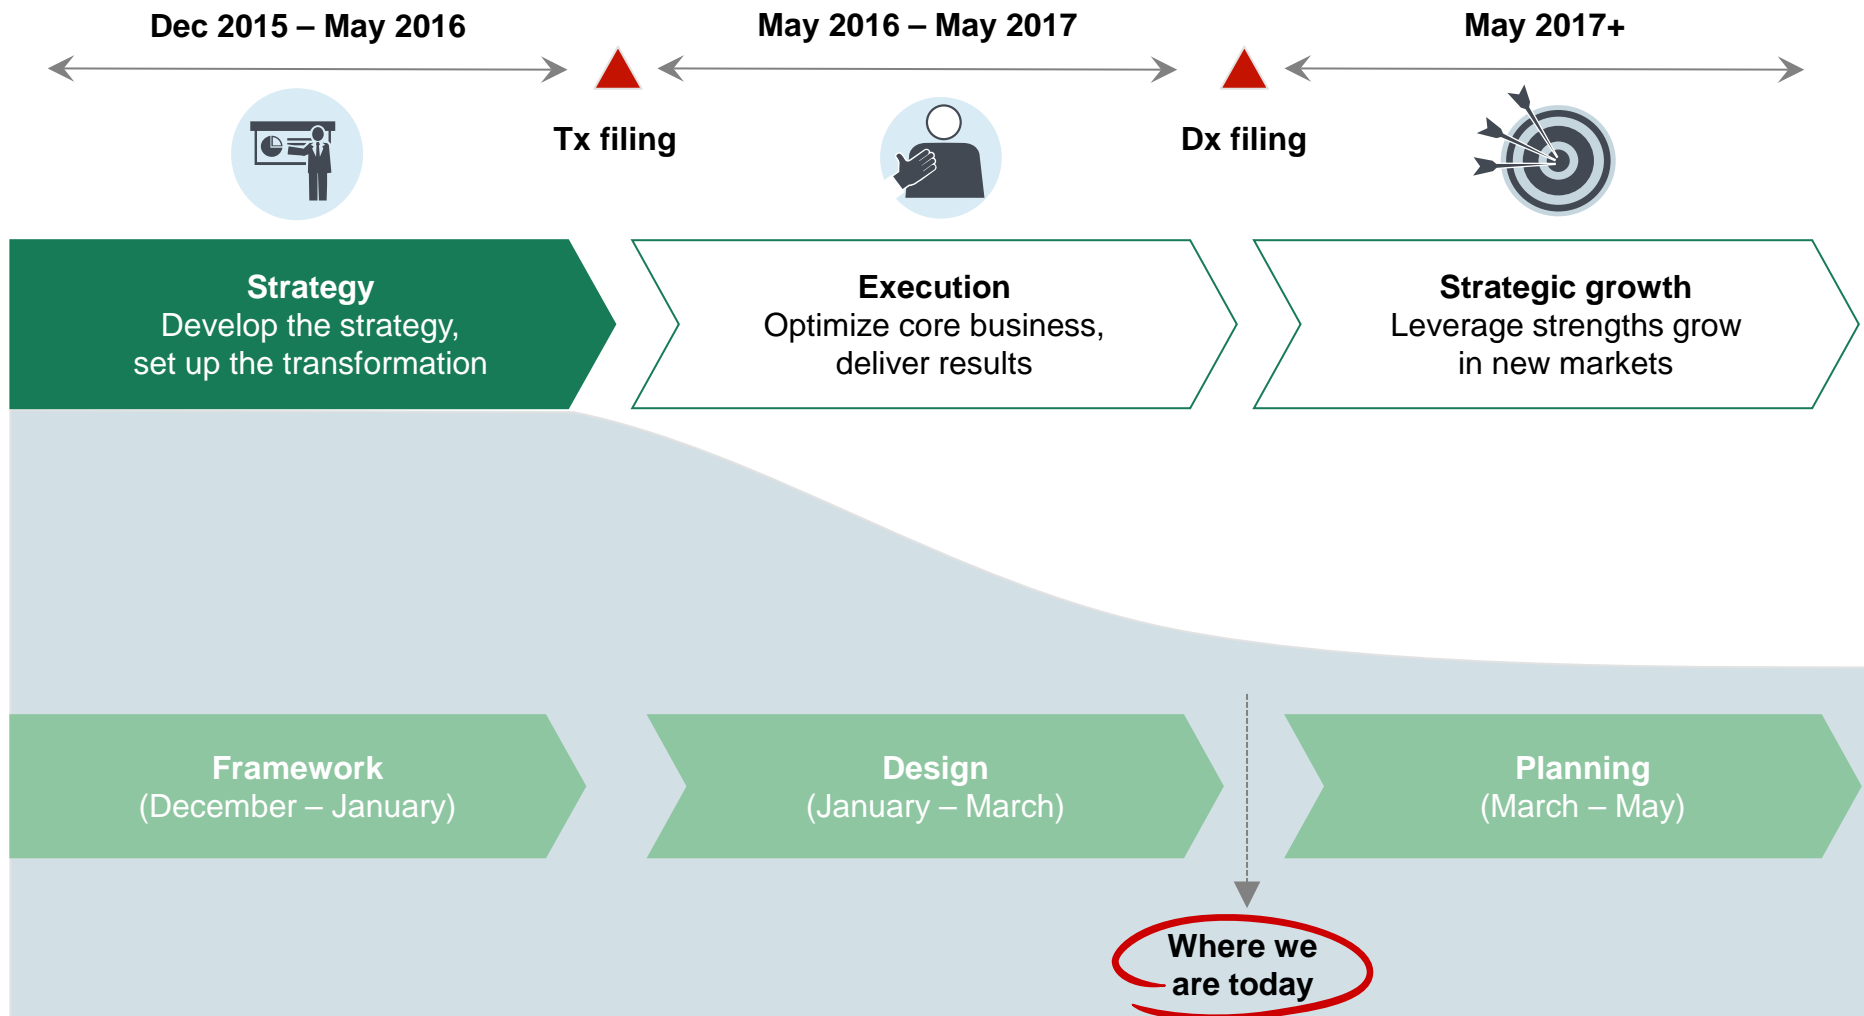 Dec 2015 – May 2016
May 2016 – May 2017
May 2017+
Tx filing
Dx filing
Strategy
Develop the strategy,
set up the transformation
Execution
Optimize core business,
deliver results
Strategic growth
Leverage strengths grow
in new markets
Framework
(December – January)
Design
(January – March)
Planning
(March – May)
Where we
are today